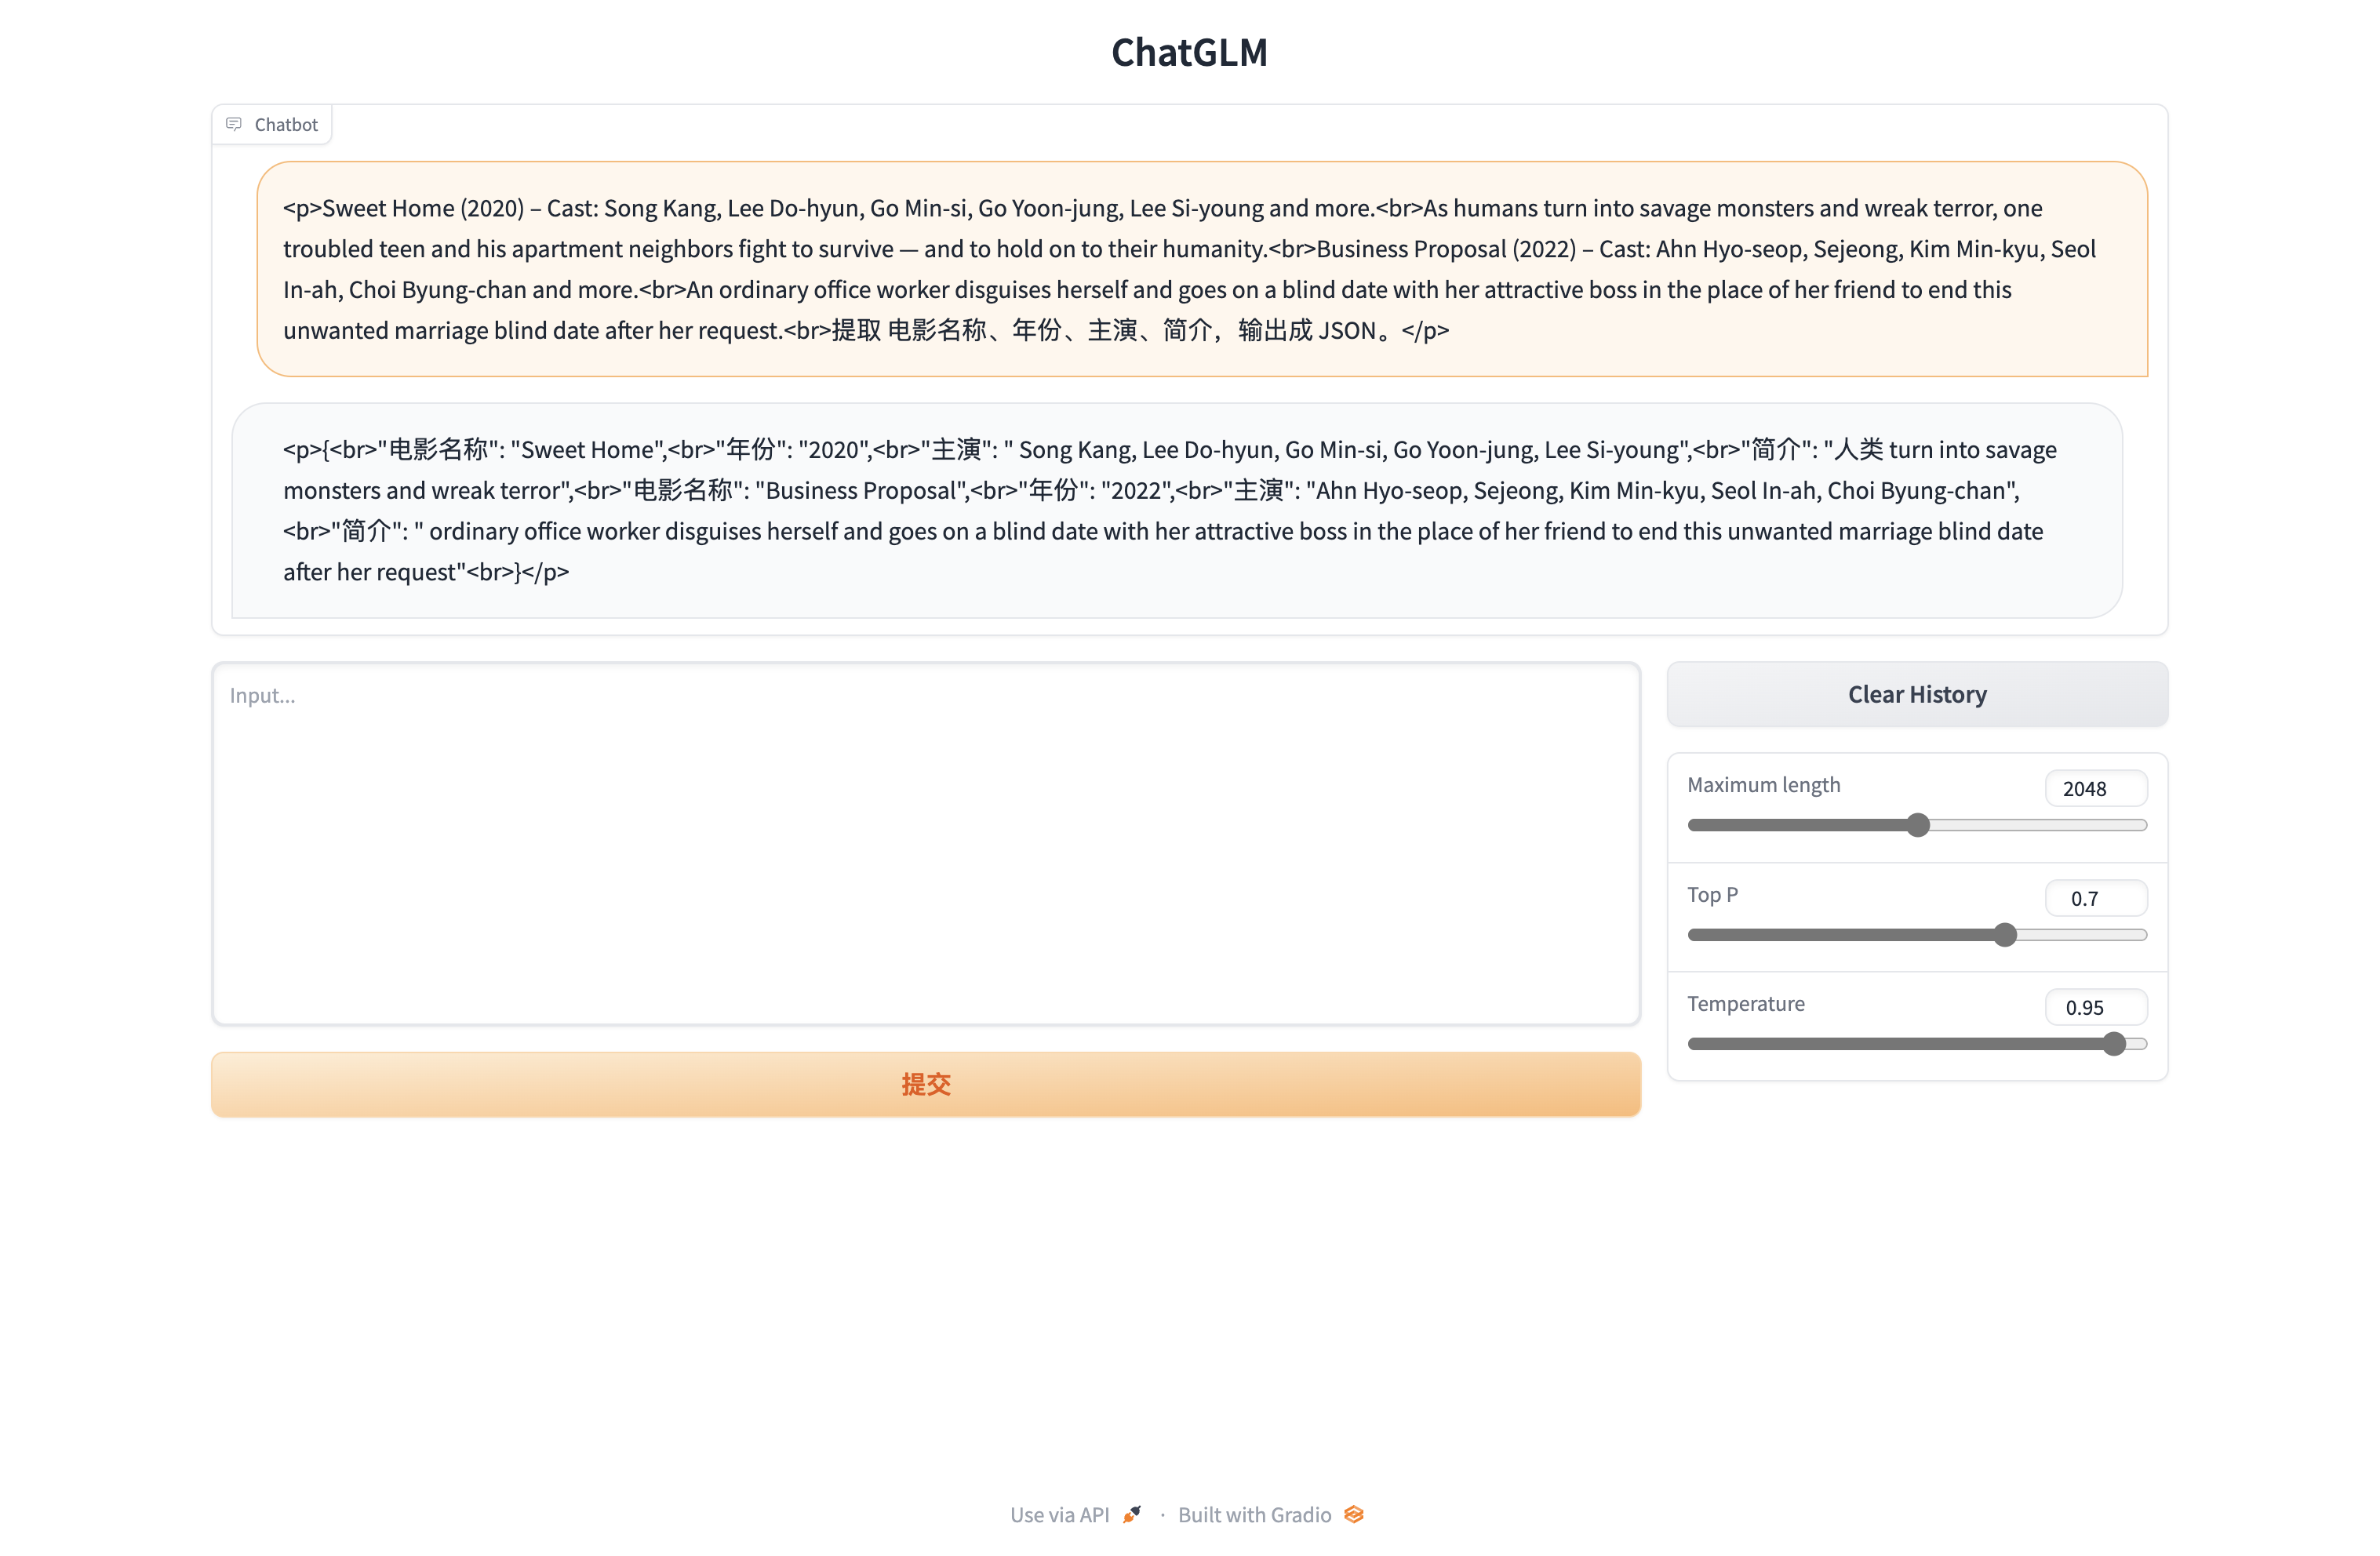 ChatGLM
Chatbot
<p>Sweet Home (2020) – Cast: Song Kang, Lee Do-hyun, Go Min-si, Go Yoon-jung, Lee Si-young and more.<br>As humans turn into savage monsters and wreak terror, one
troubled teen and his apartment neighbors fight to survive — and to hold on to their humanity.<br>Business Proposal (2022) – Cast: Ahn Hyo-seop, Sejeong, Kim Min-kyu, Seol
In-ah, Choi Byung-chan and more.<br>An ordinary office worker disguises herself and goes on a blind date with her attractive boss in the place of her friend to end this
unwanted marriage blind date after her request.<br>提取 电影名称、年份、主演、简介，输出成 JSON。</p>
<p>{<br>"电影名称": "Sweet Home",<br>"年份": "2020",<br>"主演": " Song Kang, Lee Do-hyun, Go Min-si, Go Yoon-jung, Lee Si-young",<br>"简介": "人类 turn into savage
monsters and wreak terror",<br>"电影名称": "Business Proposal",<br>"年份": "2022",<br>"主演": "Ahn Hyo-seop, Sejeong, Kim Min-kyu, Seol In-ah, Choi Byung-chan",
<br>"简介": " ordinary office worker disguises herself and goes on a blind date with her attractive boss in the place of her friend to end this unwanted marriage blind date
after her request"<br>}</p>
Input...
Clear History
Maximum length 2048
Top P 0.7
Temperature 0.95
提交
Use via API · Built with Gradio